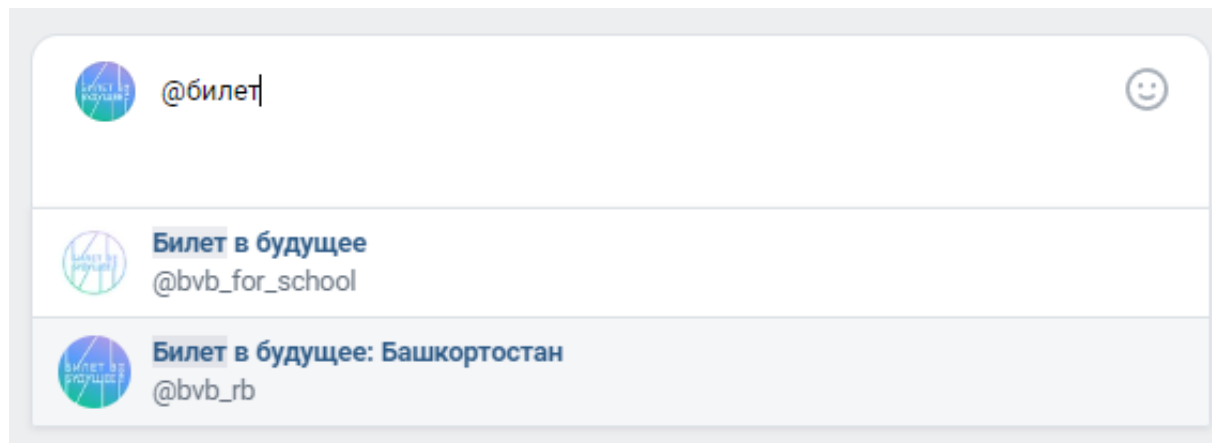 @билет
Билет в будущее
@bvb_for_school
Билет в будущее: Башкортостан
@bvb_rb